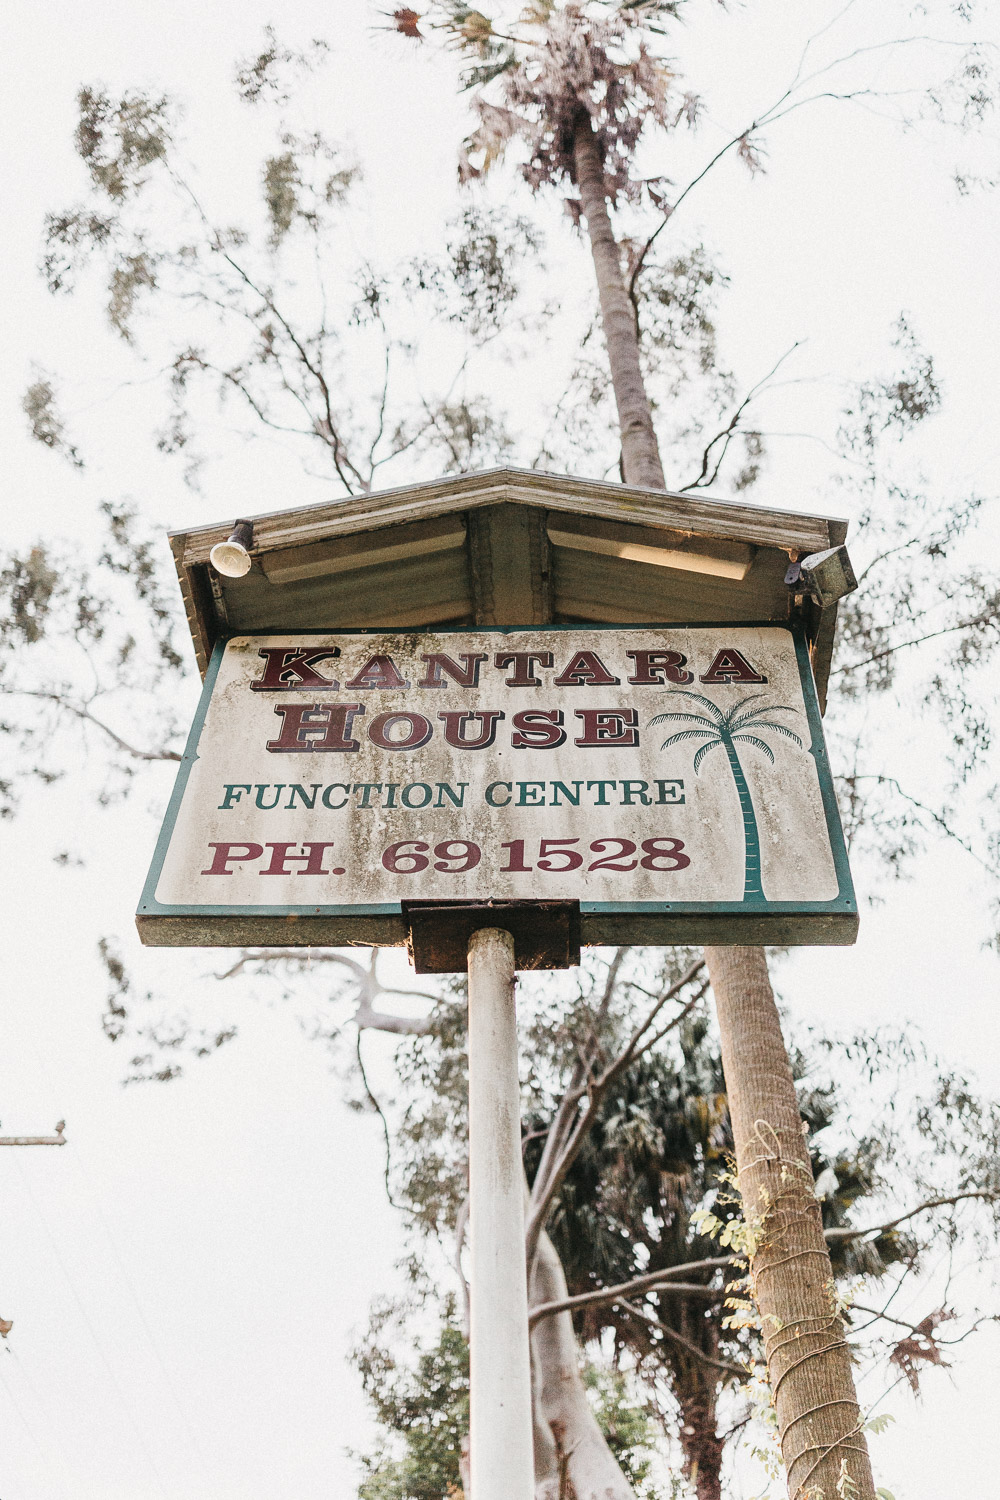 KANTARA
HOUSE
FUNCTION CENTRE
PH. 69 1528